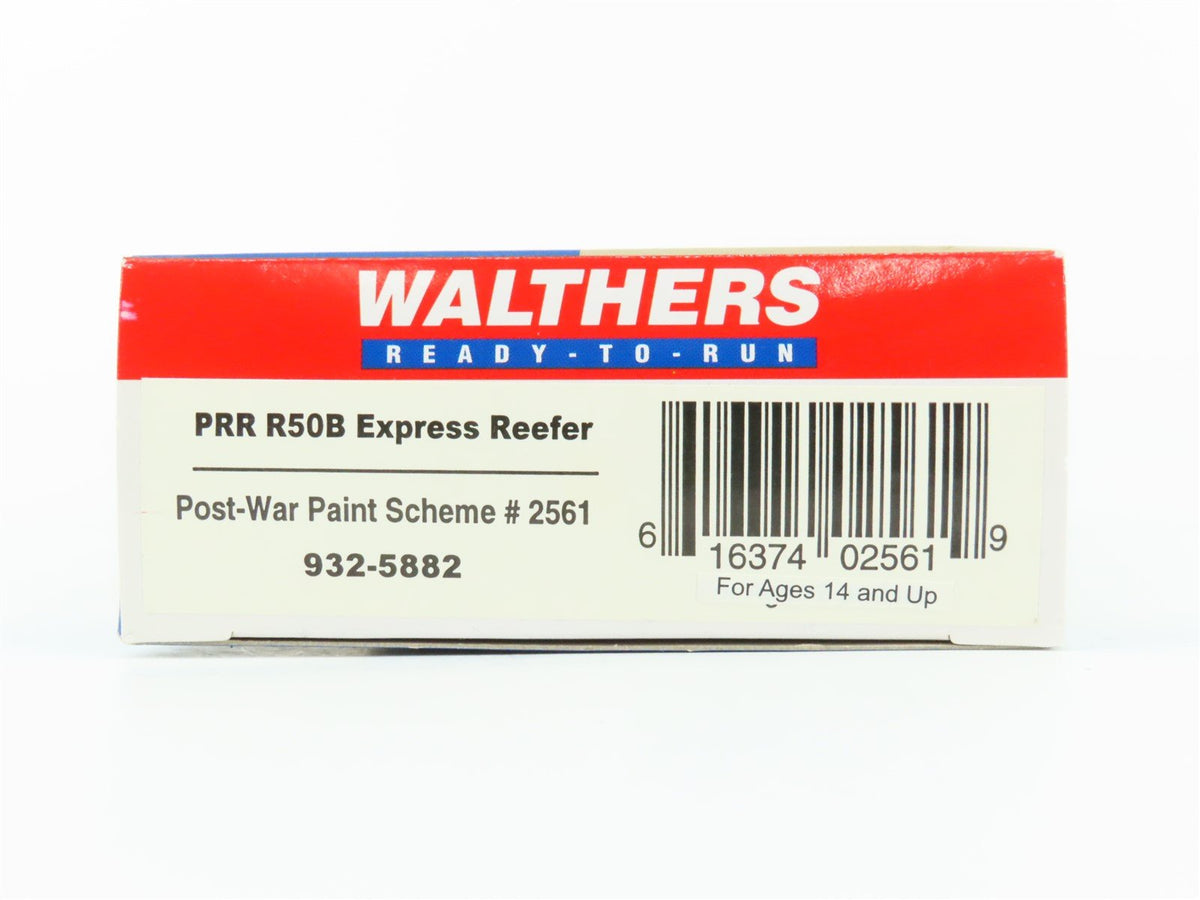 WALTHERS
READY-TO-RUN
PRR R50B Express Reefer
Post-War Paint Scheme # 2561
932-5882
6 16374 02561 9
For Ages 14 and Up